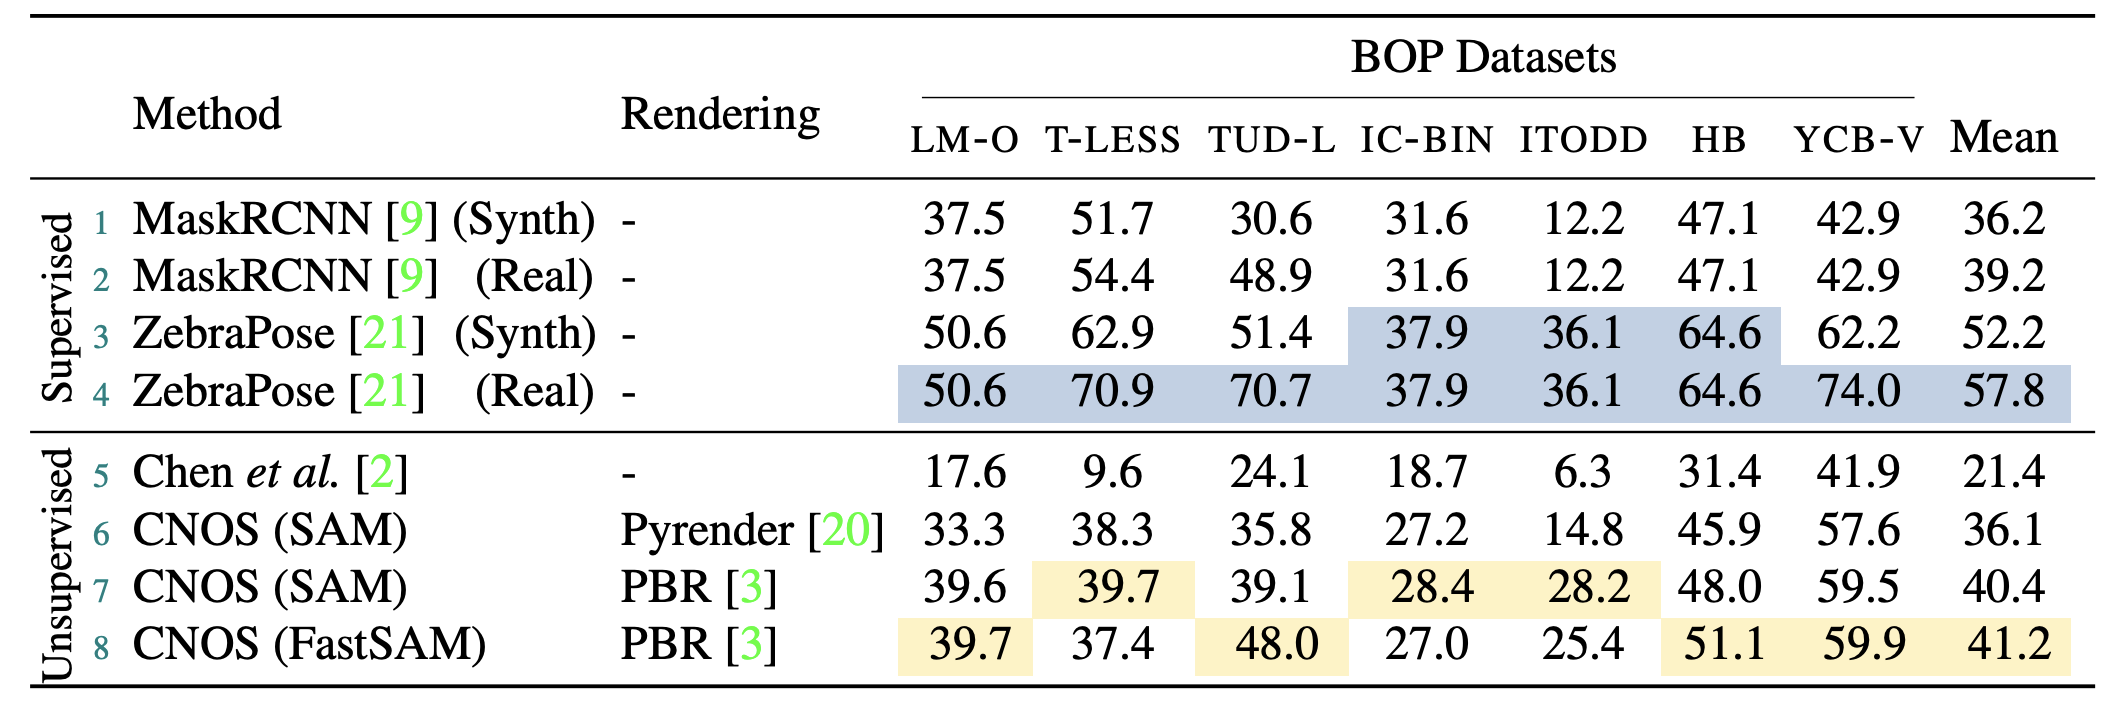 BOP Datasets
Method Rendering LM-O T-LESS TUD-L IC-BIN ITODD HB YCB-V Mean
Supervised
1 MaskRCNN [9] (Synth) - 37.5 51.7 30.6 31.6 12.2 47.1 42.9 36.2
2 MaskRCNN [9] (Real) - 37.5 54.4 48.9 31.6 12.2 47.1 42.9 39.2
3 ZebraPose [21] (Synth) - 50.6 62.9 51.4 37.9 36.1 64.6 62.2 52.2
4 ZebraPose [21] (Real) - 50.6 70.9 70.7 37.9 36.1 64.6 74.0 57.8
Unsupervised
5 Chen et al. [2] - 17.6 9.6 24.1 18.7 6.3 31.4 41.9 21.4
6 CNOS (SAM) Pyrender [20] 33.3 38.3 35.8 27.2 14.8 45.9 57.6 36.1
7 CNOS (SAM) PBR [3] 39.6 39.7 39.1 28.4 28.2 48.0 59.5 40.4
8 CNOS (FastSAM) PBR [3] 39.7 37.4 48.0 27.0 25.4 51.1 59.9 41.2